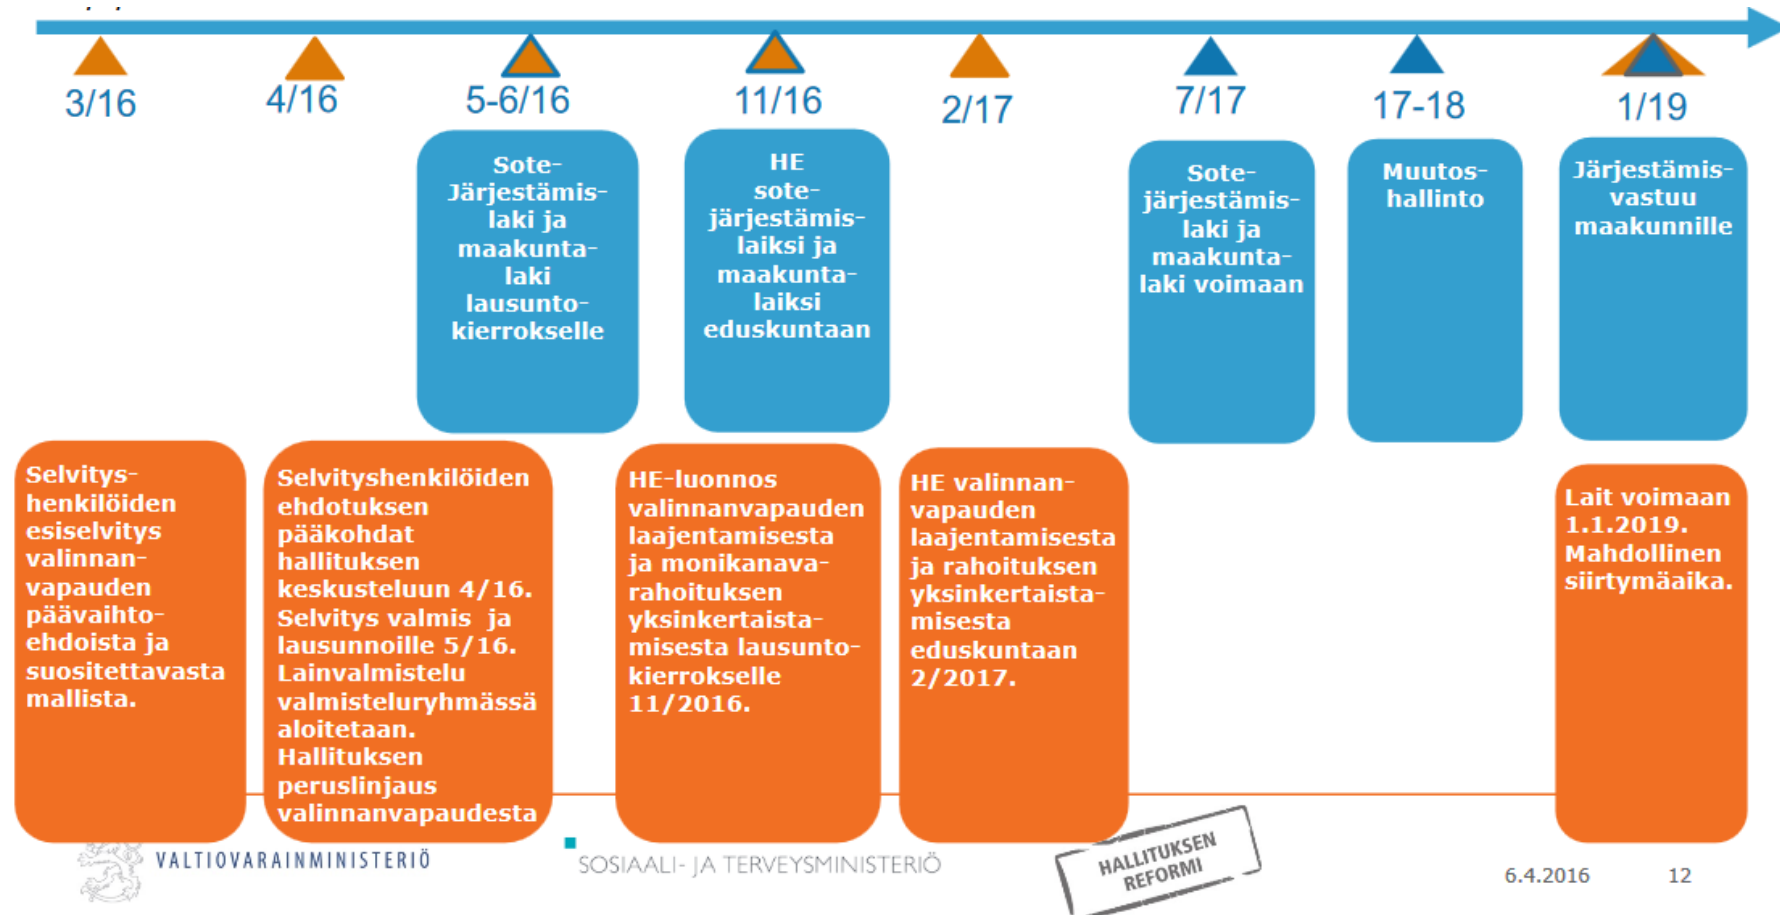 3/16
4/16
5-6/16
11/16
2/17
7/17
17-18
1/19
Sote-
Järjestämis-
laki ja
maakunta-
laki
lausunto-
kierrokselle
HE
sote-
järjestämis-
laiksi ja
maakunta-
laiksi
eduskuntaan
Sote-
järjestämis-
laki ja
maakunta-
laki voimaan
Muutos-
hallinto
Järjestämis-
vastuu
maakunnille
Selvitys-
henkilöiden
esiselvitys
valinnan-
vapauden
päävaihto-
ehdoista ja
suositettavasta
mallista.
Selvityshenkilöiden
ehdotuksen
pääkohdat
hallituksen
keskusteluun 4/16.
Selvitys valmis ja
lausunnoille 5/16.
Lainvalmistelu
valmisteluryhmässä
aloitetaan.
Hallituksen
peruslinjaus
valinnanvapaudesta
HE-luonnos
valinnanvapauden
laajentamisesta
ja monikanava-
rahoituksen
yksinkertaista-
misesta lausunto-
kierrokselle
11/2016.
HE valinnan-
vapauden
laajentamisesta
ja rahoituksen
yksinkertaista-
misesta
eduskuntaan
2/2017.
Lait voimaan
1.1.2019.
Mahdollinen
siirtymäaika.
VALTIOVARAINMINISTERIÖ
SOSIAALI- JA TERVEYSMINISTERIÖ
HALLITUKSEN
REFORMI
6.4.2016
12